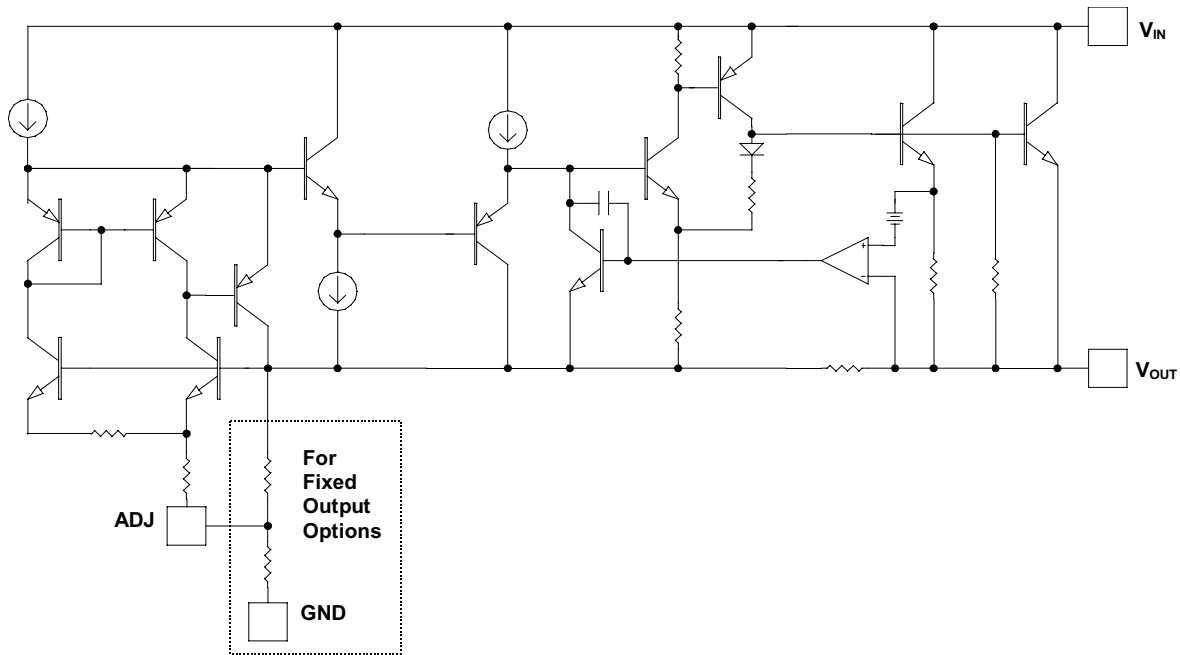 VIN
VOUT
+
-
For
Fixed
Output
Options
ADJ
GND